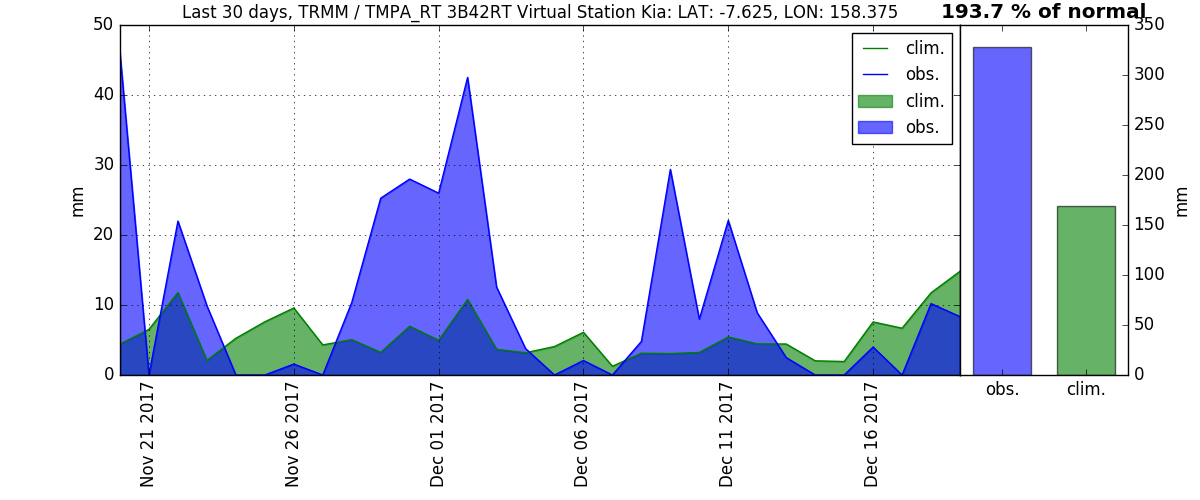 Last 30 days, TRMM / TMPA_RT 3B42RT Virtual Station Kia: LAT: -7.625, LON: 158.375
193.7 % of normal
50
40
30
20
10
0
mm
clim.
obs.
clim.
obs.
350
300
250
200
150
100
50
0
mm
obs.
clim.
Nov 21 2017
Nov 26 2017
Dec 01 2017
Dec 06 2017
Dec 11 2017
Dec 16 2017